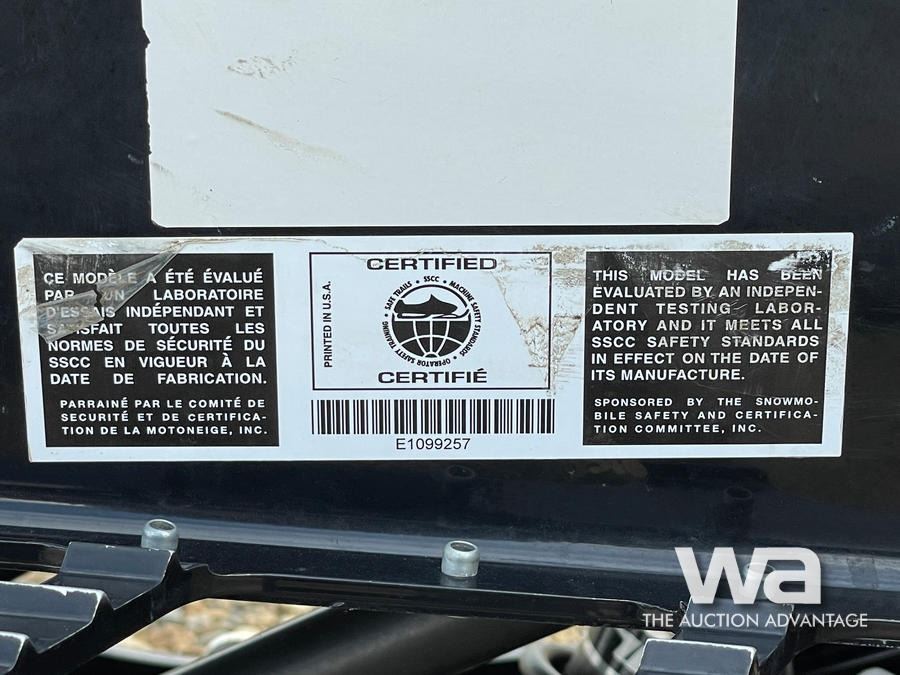 ÇE MODÈLE A ÉTÉ ÉVALUÉ
PAR UN LABORATOIRE
D'ESSAIS INDÉPENDANT ET
SATISFAIT TOUTES LES
NORMES DE SÉCURITÉ DU
SSCC EN VIGUEUR À LA
DATE DE FABRICATION.
PARRAINÉ PAR LE COMITÉ DE
SECURITÉ ET DE CERTIFICA-
TION DE LA MOTONEIGE, INC.
PRINTED IN U.S.A.
CERTIFIED
SAFE TRAILS • SSCC • MACHINE SAFETY STANDARDS • OPERATOR SAFETY TRAINING •
CERTIFIÉ
E1099257
THIS MODEL HAS BEEN
EVALUATED BY AN INDEPEN-
DENT TESTING LABOR-
ATORY AND IT MEETS ALL
SSCC SAFETY STANDARDS
IN EFFECT ON THE DATE OF
ITS MANUFACTURE.
SPONSORED BY THE SNOWMO-
BILE SAFETY AND CERTIFICA-
TION COMMITTEE, INC.
wa
THE AUCTION ADVANTAGE